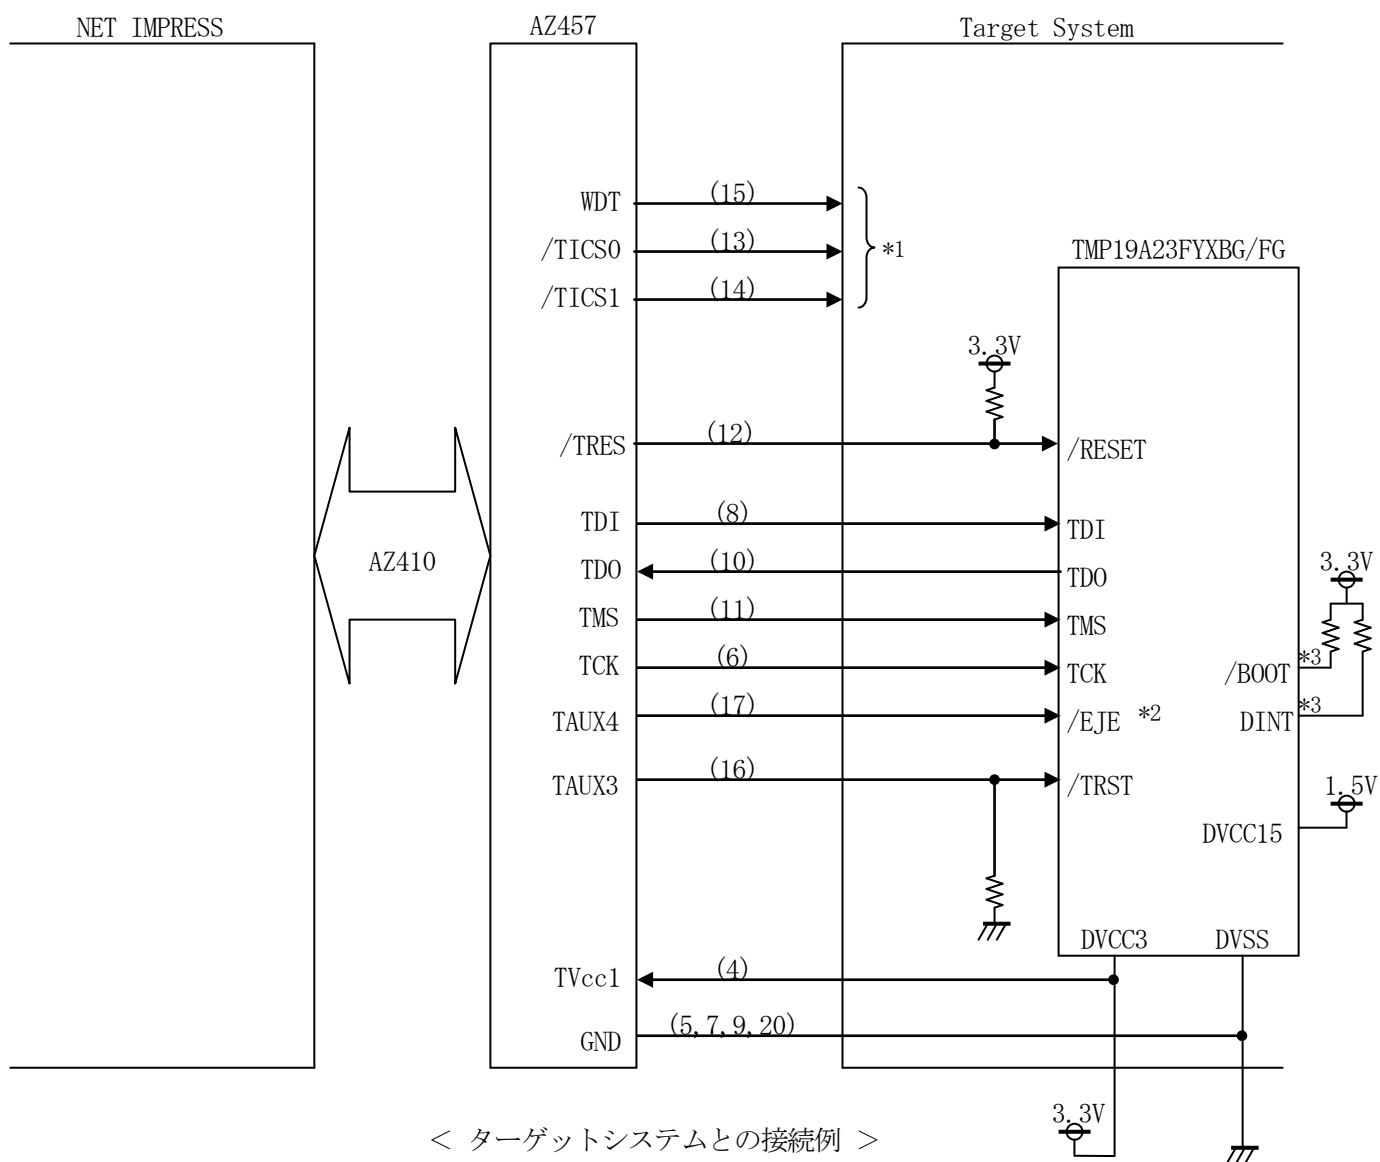 NET IMPRESS
AZ457
Target System
WDT
(15)
/TICS0
(13)
*1
/TICS1
(14)
TMP19A23FYXBG/FG
3.3V
/TRES
(12)
/RESET
TDI
(8)
TDI
AZ410
TDO
(10)
TDO
3.3V
TMS
(11)
TMS
TCK
(6)
TCK
/BOOT
*3
TAUX4
(17)
/EJE
*2
DINT
*3
TAUX3
(16)
/TRST
1.5V
DVCC15
DVCC3
DVSS
TVcc1
(4)
GND
(5,7,9,20)
3.3V
< ターゲットシステムとの接続例 >